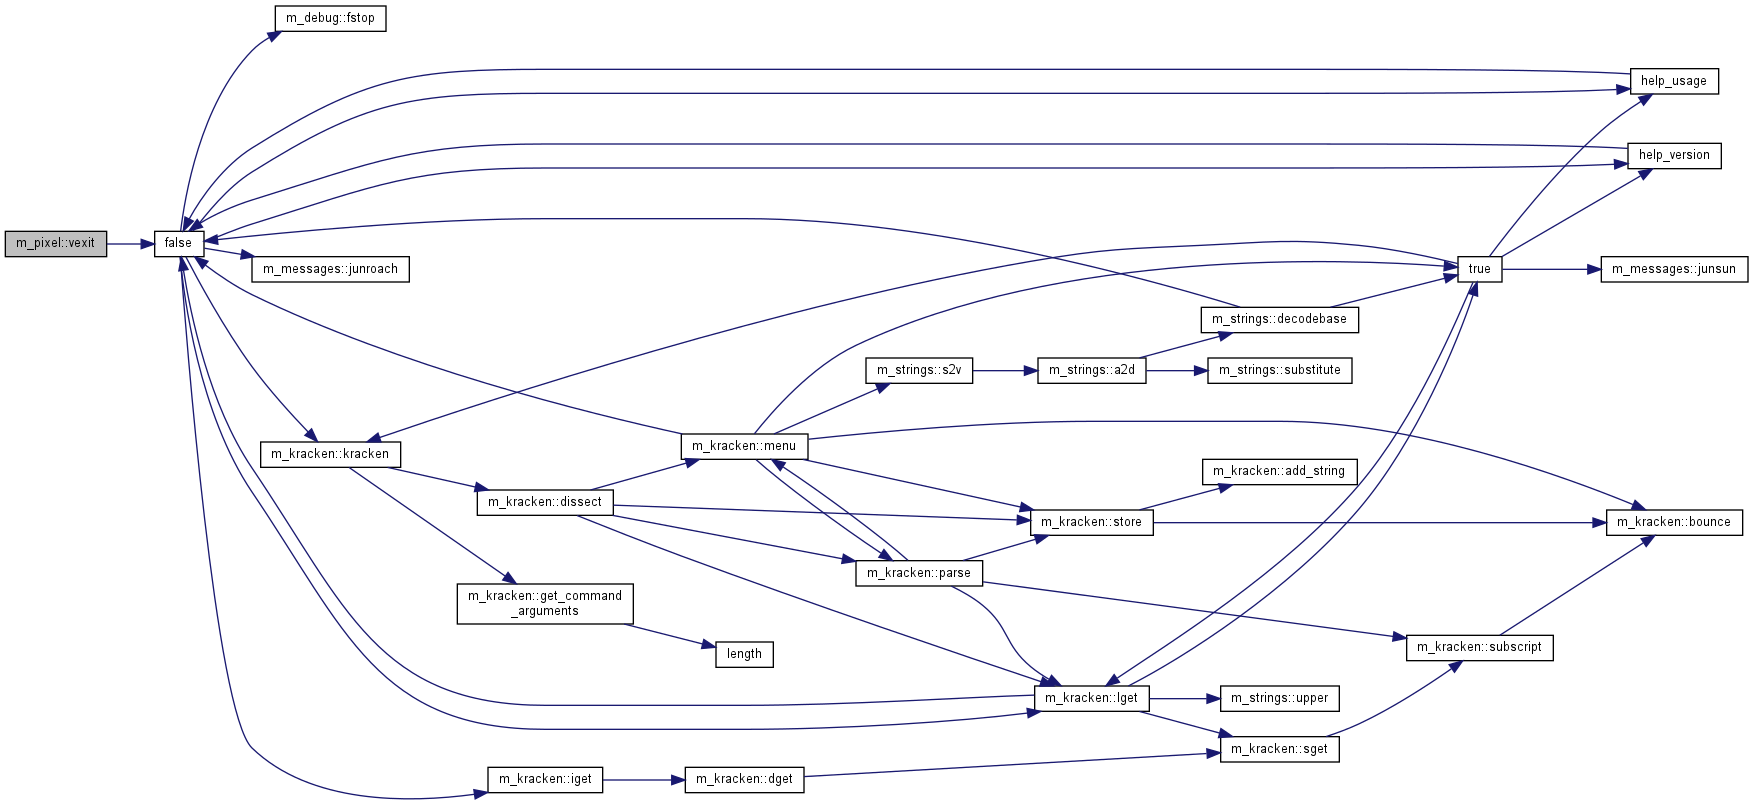 m_debug::fstop
help_usage
help_version
m_pixel::vexit
false
m_messages::junroach
true
m_messages::junsun
m_strings::decodebase
m_strings::s2v
m_strings::a2d
m_strings::substitute
m_kracken::kracken
m_kracken::menu
m_kracken::add_string
m_kracken::dissect
m_kracken::store
m_kracken::bounce
m_kracken::parse
m_kracken::get_command
_arguments
length
m_kracken::subscript
m_kracken::lget
m_strings::upper
m_kracken::sget
m_kracken::iget
m_kracken::dget